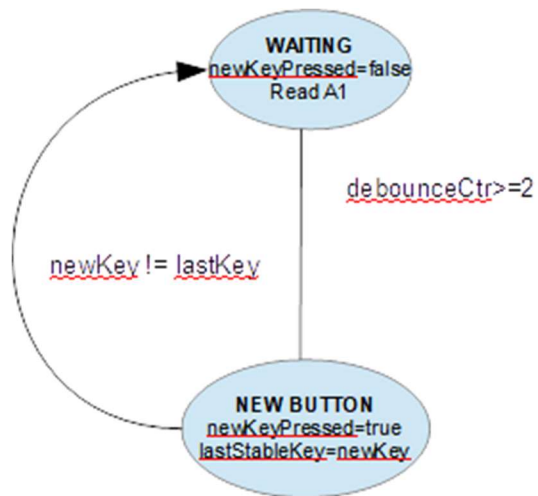 WAITING
newKeyPressed=false
Read A1
debounceCtr>=2
newKey != lastKey
NEW BUTTON
newKeyPressed=true
lastStableKey=newKey